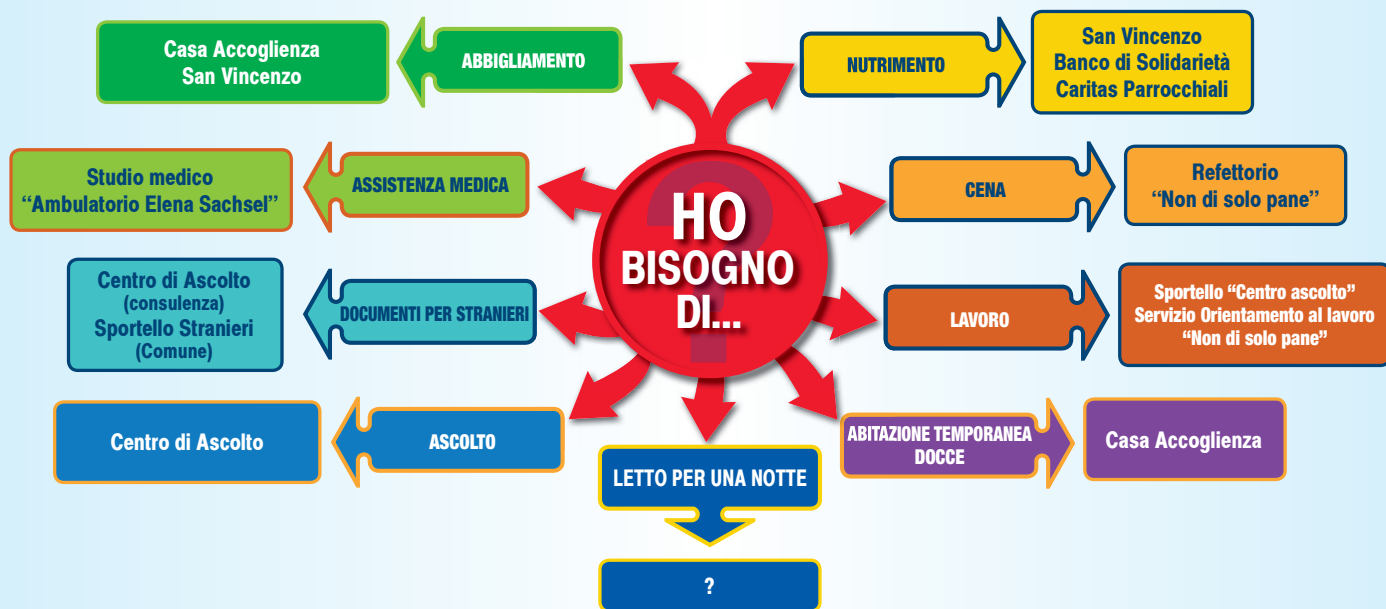 HO
BISOGNO
DI...
ABBIGLIAMENTO
Casa Accoglienza
San Vincenzo
NUTRIMENTO
San Vincenzo
Banco di Solidarietà
Caritas Parrocchiali
ASSISTENZA MEDICA
Studio medico
“Ambulatorio Elena Sachsel”
CENA
Refettorio
“Non di solo pane”
DOCUMENTI PER STRANIERI
Centro di Ascolto
(consulenza)
Sportello Stranieri
(Comune)
LAVORO
Sportello “Centro ascolto”
Servizio Orientamento al lavoro
“Non di solo pane”
ASCOLTO
Centro di Ascolto
ABITAZIONE TEMPORANEA
DOCCE
Casa Accoglienza
LETTO PER UNA NOTTE
?